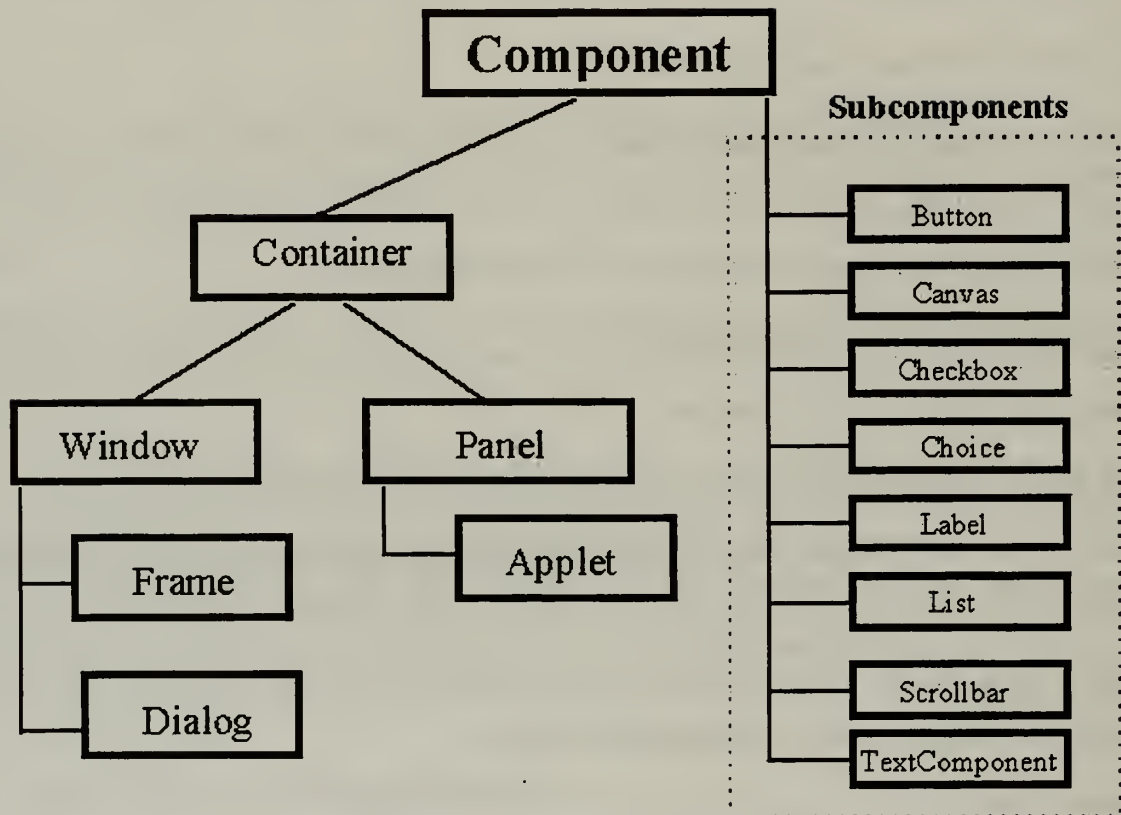 Component
Subcomponents
Container
Window
Panel
Frame
Dialog
Applet
Button
Canvas
Checkbox
Choice
Label
List
Scrollbar
TextComponent